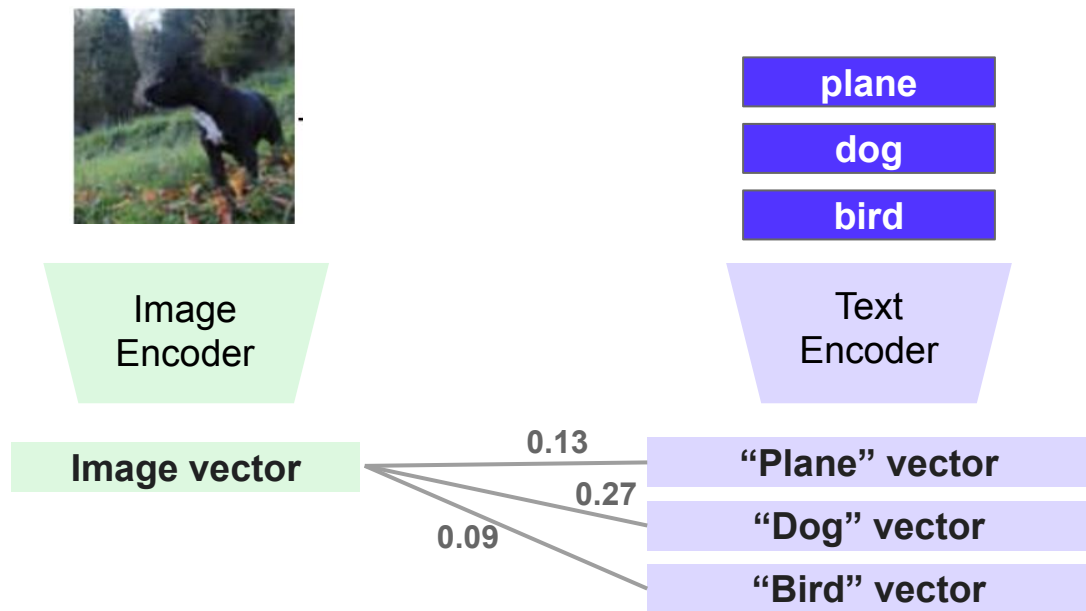 plane
dog
bird
Image
Encoder
Text
Encoder
Image vector
0.13
0.27
0.09
“Plane” vector
“Dog” vector
“Bird” vector